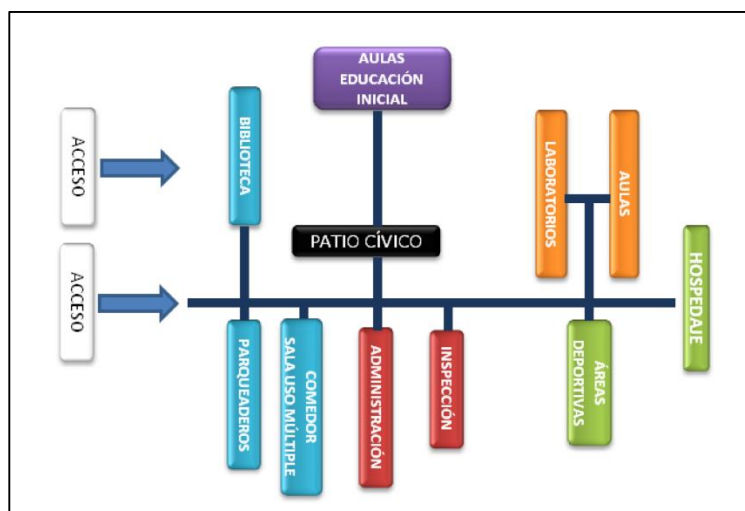 AULAS
EDUCACIÓN
INICIAL
ACCESO
BIBLIOTECA
LABORATORIOS
AULAS
PATIO CÍVICO
ACCESO
HOSPEDAJE
PARQUEADEROS
COMEDOR
SALA USO MÚLTIPLE
ADMINISTRACIÓN
INSPECCIÓN
ÁREAS
DEPORTIVAS